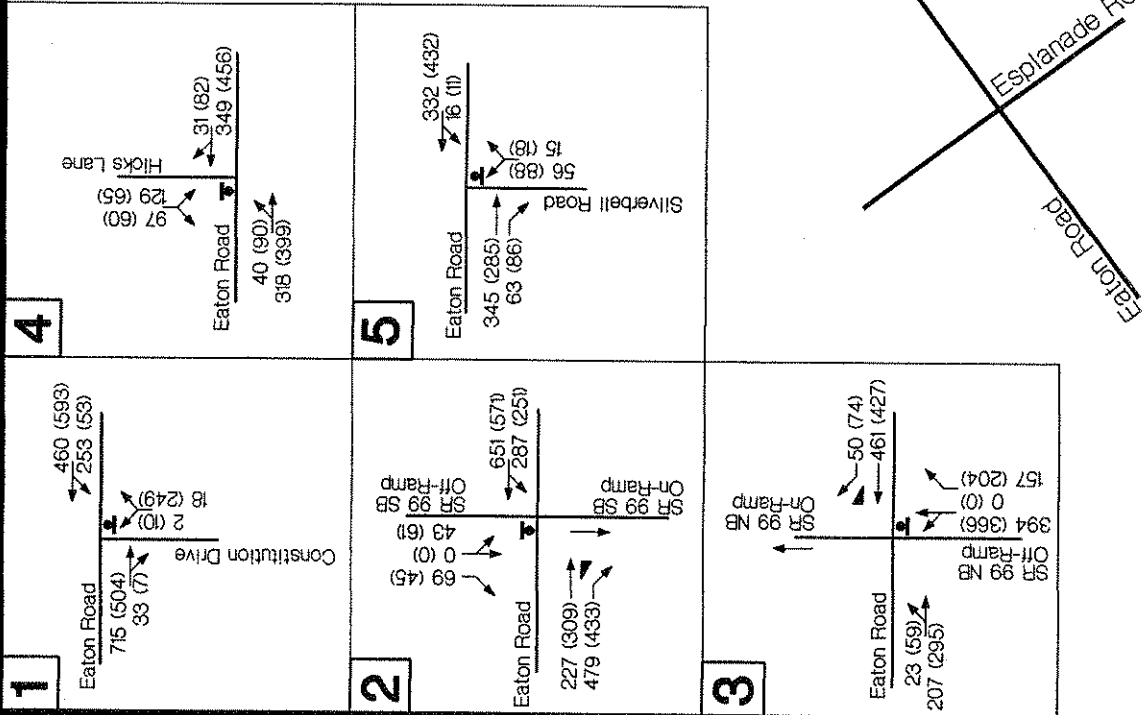 1
Eaton Road
715 (504)
33 (7)
460 (593)
253 (53)
18 (249)
2 (10)
Constitution Drive
2
Eaton Road
227 (309)
479 (433)
69 (45)
0 (0)
43 (61)
SR 99 SB
Off-Ramp
651 (571)
287 (251)
SR 99 SB
On-Ramp
3
Eaton Road
23 (59)
207 (295)
SR 99 NB
On-Ramp
50 (74)
461 (427)
SR 99 NB
Off-Ramp
394 (366)
0 (0)
157 (204)
4
Eaton Road
40 (90)
318 (399)
97 (60)
129 (65)
Hicks Lane
31 (82)
349 (456)
5
Eaton Road
345 (285)
63 (86)
332 (432)
16 (11)
56 (88)
15 (18)
Silverbell Road
Esplanade
Eaton Road